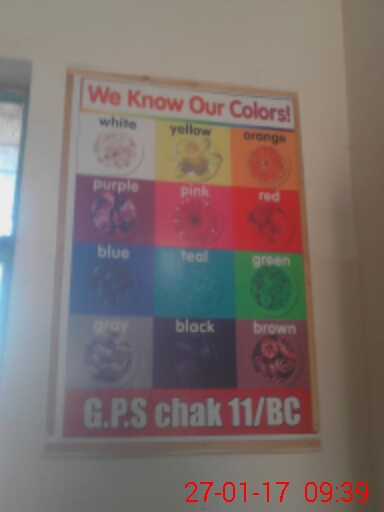 We Know Our Colors!
white yellow orange
purple pink red
blue teal green
gray black brown
G.P.S chak 11/BC
27-01-17 09:39